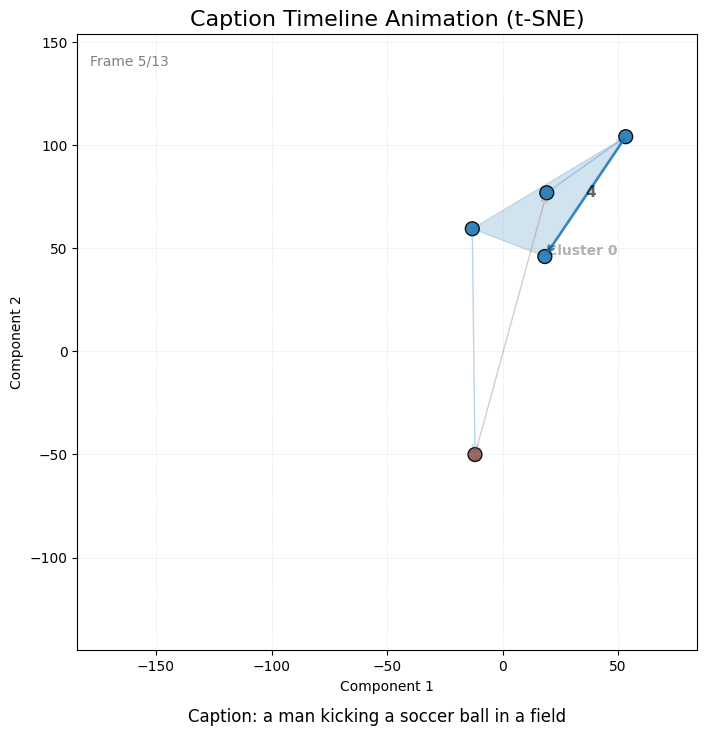 Caption Timeline Animation (t-SNE)
Frame 5/13
150
100
50
0
−50
−100
4
Cluster 0
−150
−100
−50
0
50
Component 1
Component 2
Caption: a man kicking a soccer ball in a field